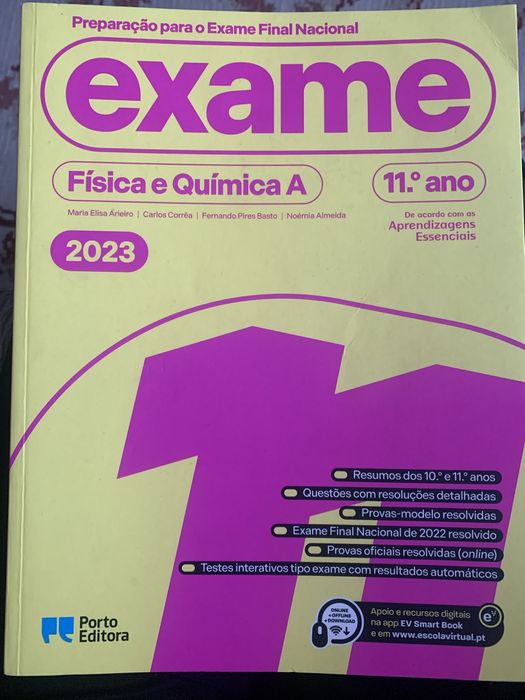 Preparação para o Exame Final Nacional
exame
Física e Química A
11.º ano
Maria Elisa Arieiro | Carlos Corrêa | Fernando Pires Basto | Noémia Almeida
De acordo com as
Aprendizagens
Essenciais
2023
11
Resumos dos 10.º e 11.º anos
Questões com resoluções detalhadas
Provas-modelo resolvidas
Exame Final Nacional de 2022 resolvido
Provas oficiais resolvidas (online)
Testes interativos tipo exame com resultados automáticos
Porto
Editora
ONLINE
+OFFLINE
+DOWNLOAD
Apoio e recursos digitais
na app EV Smart Book
e em www.escolavirtual.pt